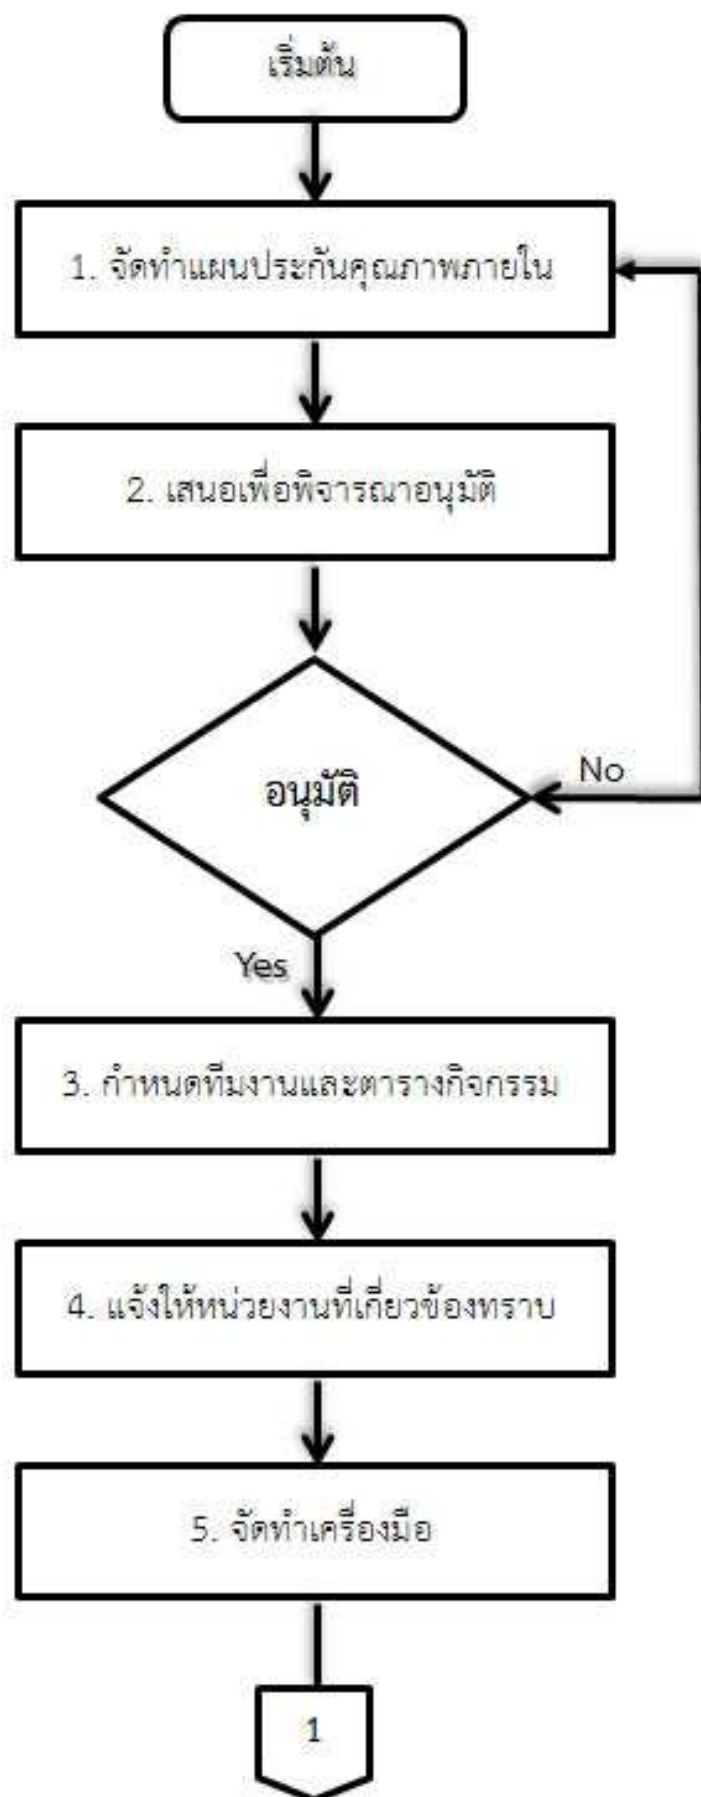 เริ่มต้น
1. จัดทำแผนประกันคุณภาพภายใน
2. เสนอเพื่อพิจารณาอนุมัติ
อนุมัติ
No
Yes
3. กำหนดทีมงานและตารางกิจกรรม
4. แจ้งให้หน่วยงานที่เกี่ยวข้องทราบ
5. จัดทำเครื่องมือ
1